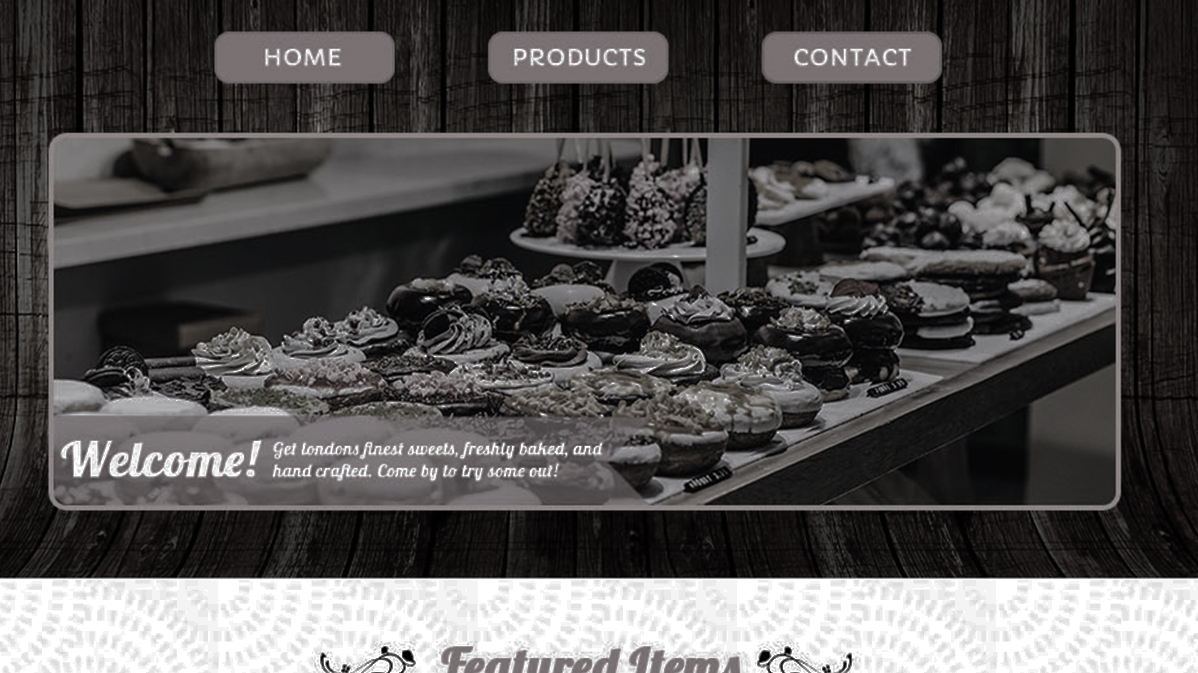 HOME PRODUCTS CONTACT
Welcome!
Get londons finest sweets, freshly baked, and
hand crafted. Come by to try some out!
Featured Items